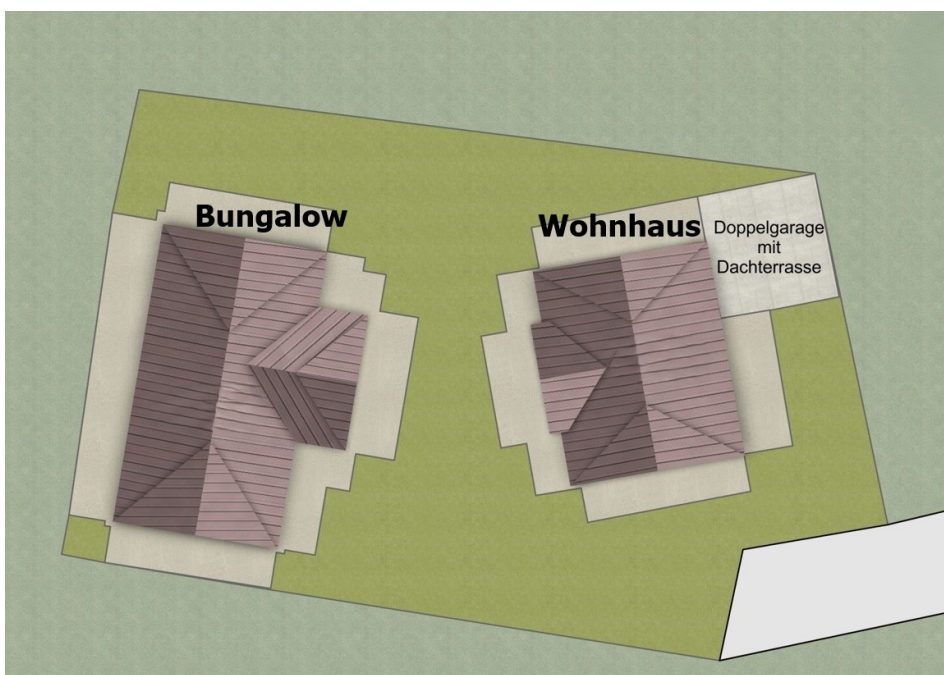 Bungalow
Wohnhaus
Doppelgarage
mit
Dachterrasse